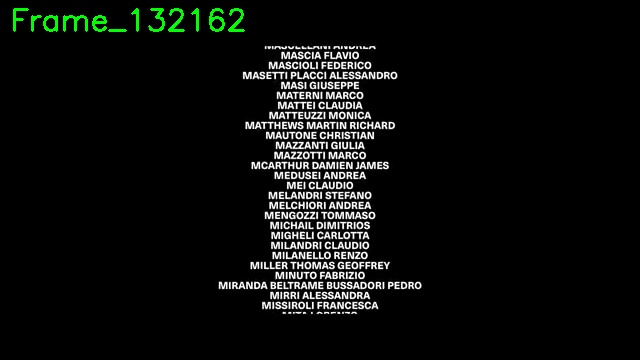 Frame_132162
MASCIA FLAVIO
MASCIOLI FEDERICO
MASETTI PLACCI ALESSANDRO
MASI GIUSEPPE
MATERNI MARCO
MATTEI CLAUDIA
MATTEUZZI MONICA
MATTHEWS MARTIN RICHARD
MAUTONE CHRISTIAN
MAZZANTI GIULIA
MAZZOTTI MARCO
MCARTHUR DAMIEN JAMES
MEDUSEI ANDREA
MEI CLAUDIO
MELANDRI STEFANO
MELCHIORI ANDREA
MENGOZZI TOMMASO
MICHAIL DIMITRIOS
MIGHELI CARLOTTA
MILANDRI CLAUDIO
MILANELLO RENZO
MILLER THOMAS GEOFFREY
MINUTO FABRIZIO
MIRANDA BELTRAME BUSSADORI PEDRO
MIRRI ALESSANDRA
MISSIROLI FRANCESCA